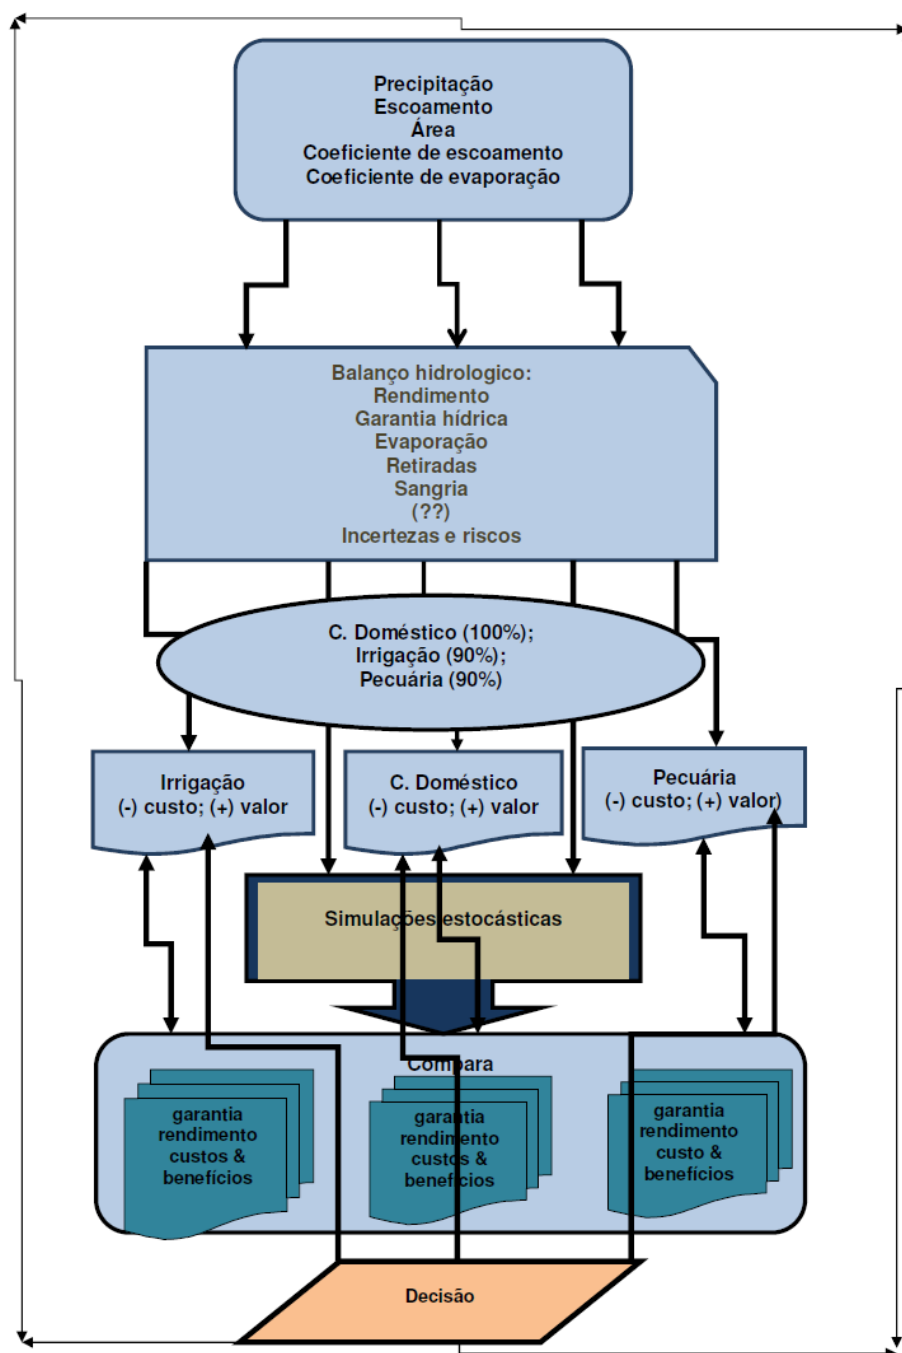 Precipitação
Escoamento
Área
Coeficiente de escoamento
Coeficiente de evaporação
Balanço hidrologico:
Rendimento
Garantia hídrica
Evaporação
Retiradas
Sangria
(??)
Incertezas e riscos
C. Doméstico (100%);
Irrigação (90%);
Pecuária (90%)
Irrigação
(-) custo; (+) valor
C. Doméstico
(-) custo; (+) valor
Pecuária
(-) custo; (+) valor)
Simulações estocásticas
Compara
garantia
rendimento
custos &
benefícios
garantia
rendimento
custos &
benefícios
garantia
rendimento
custo &
benefícios
Decisão